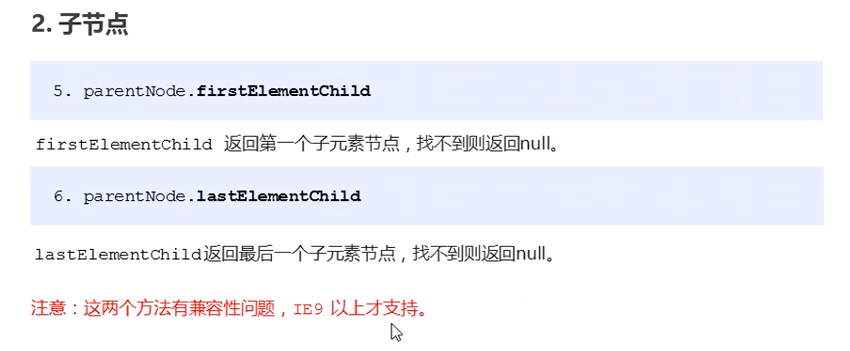 2. 子节点
5. parentNode.firstElementChild
firstElementChild 返回第一个子元素节点，找不到则返回null。
6. parentNode.lastElementChild
lastElementChild返回最后一个子元素节点，找不到则返回null。
注意：这两个方法有兼容性问题，IE9 以上才支持。